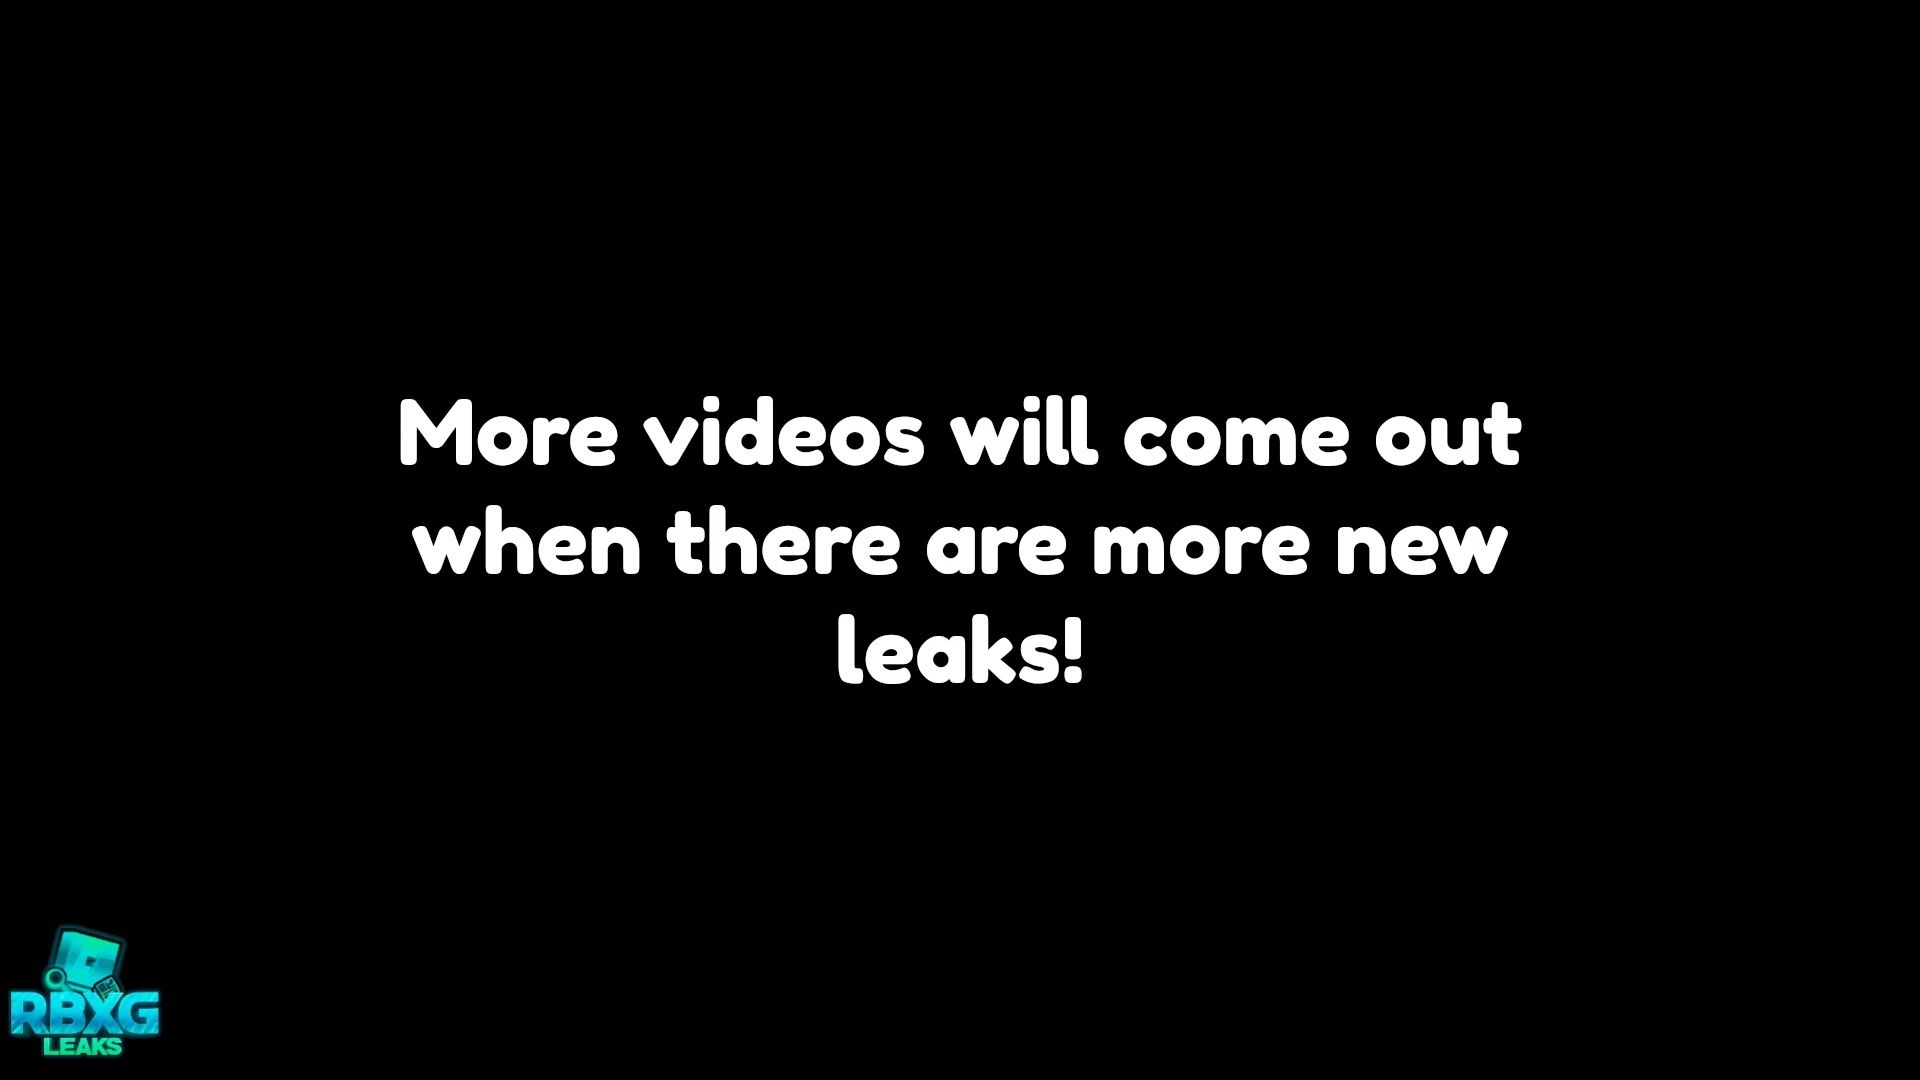 More videos will come out
when there are more new
leaks!
RBXG
LEAKS